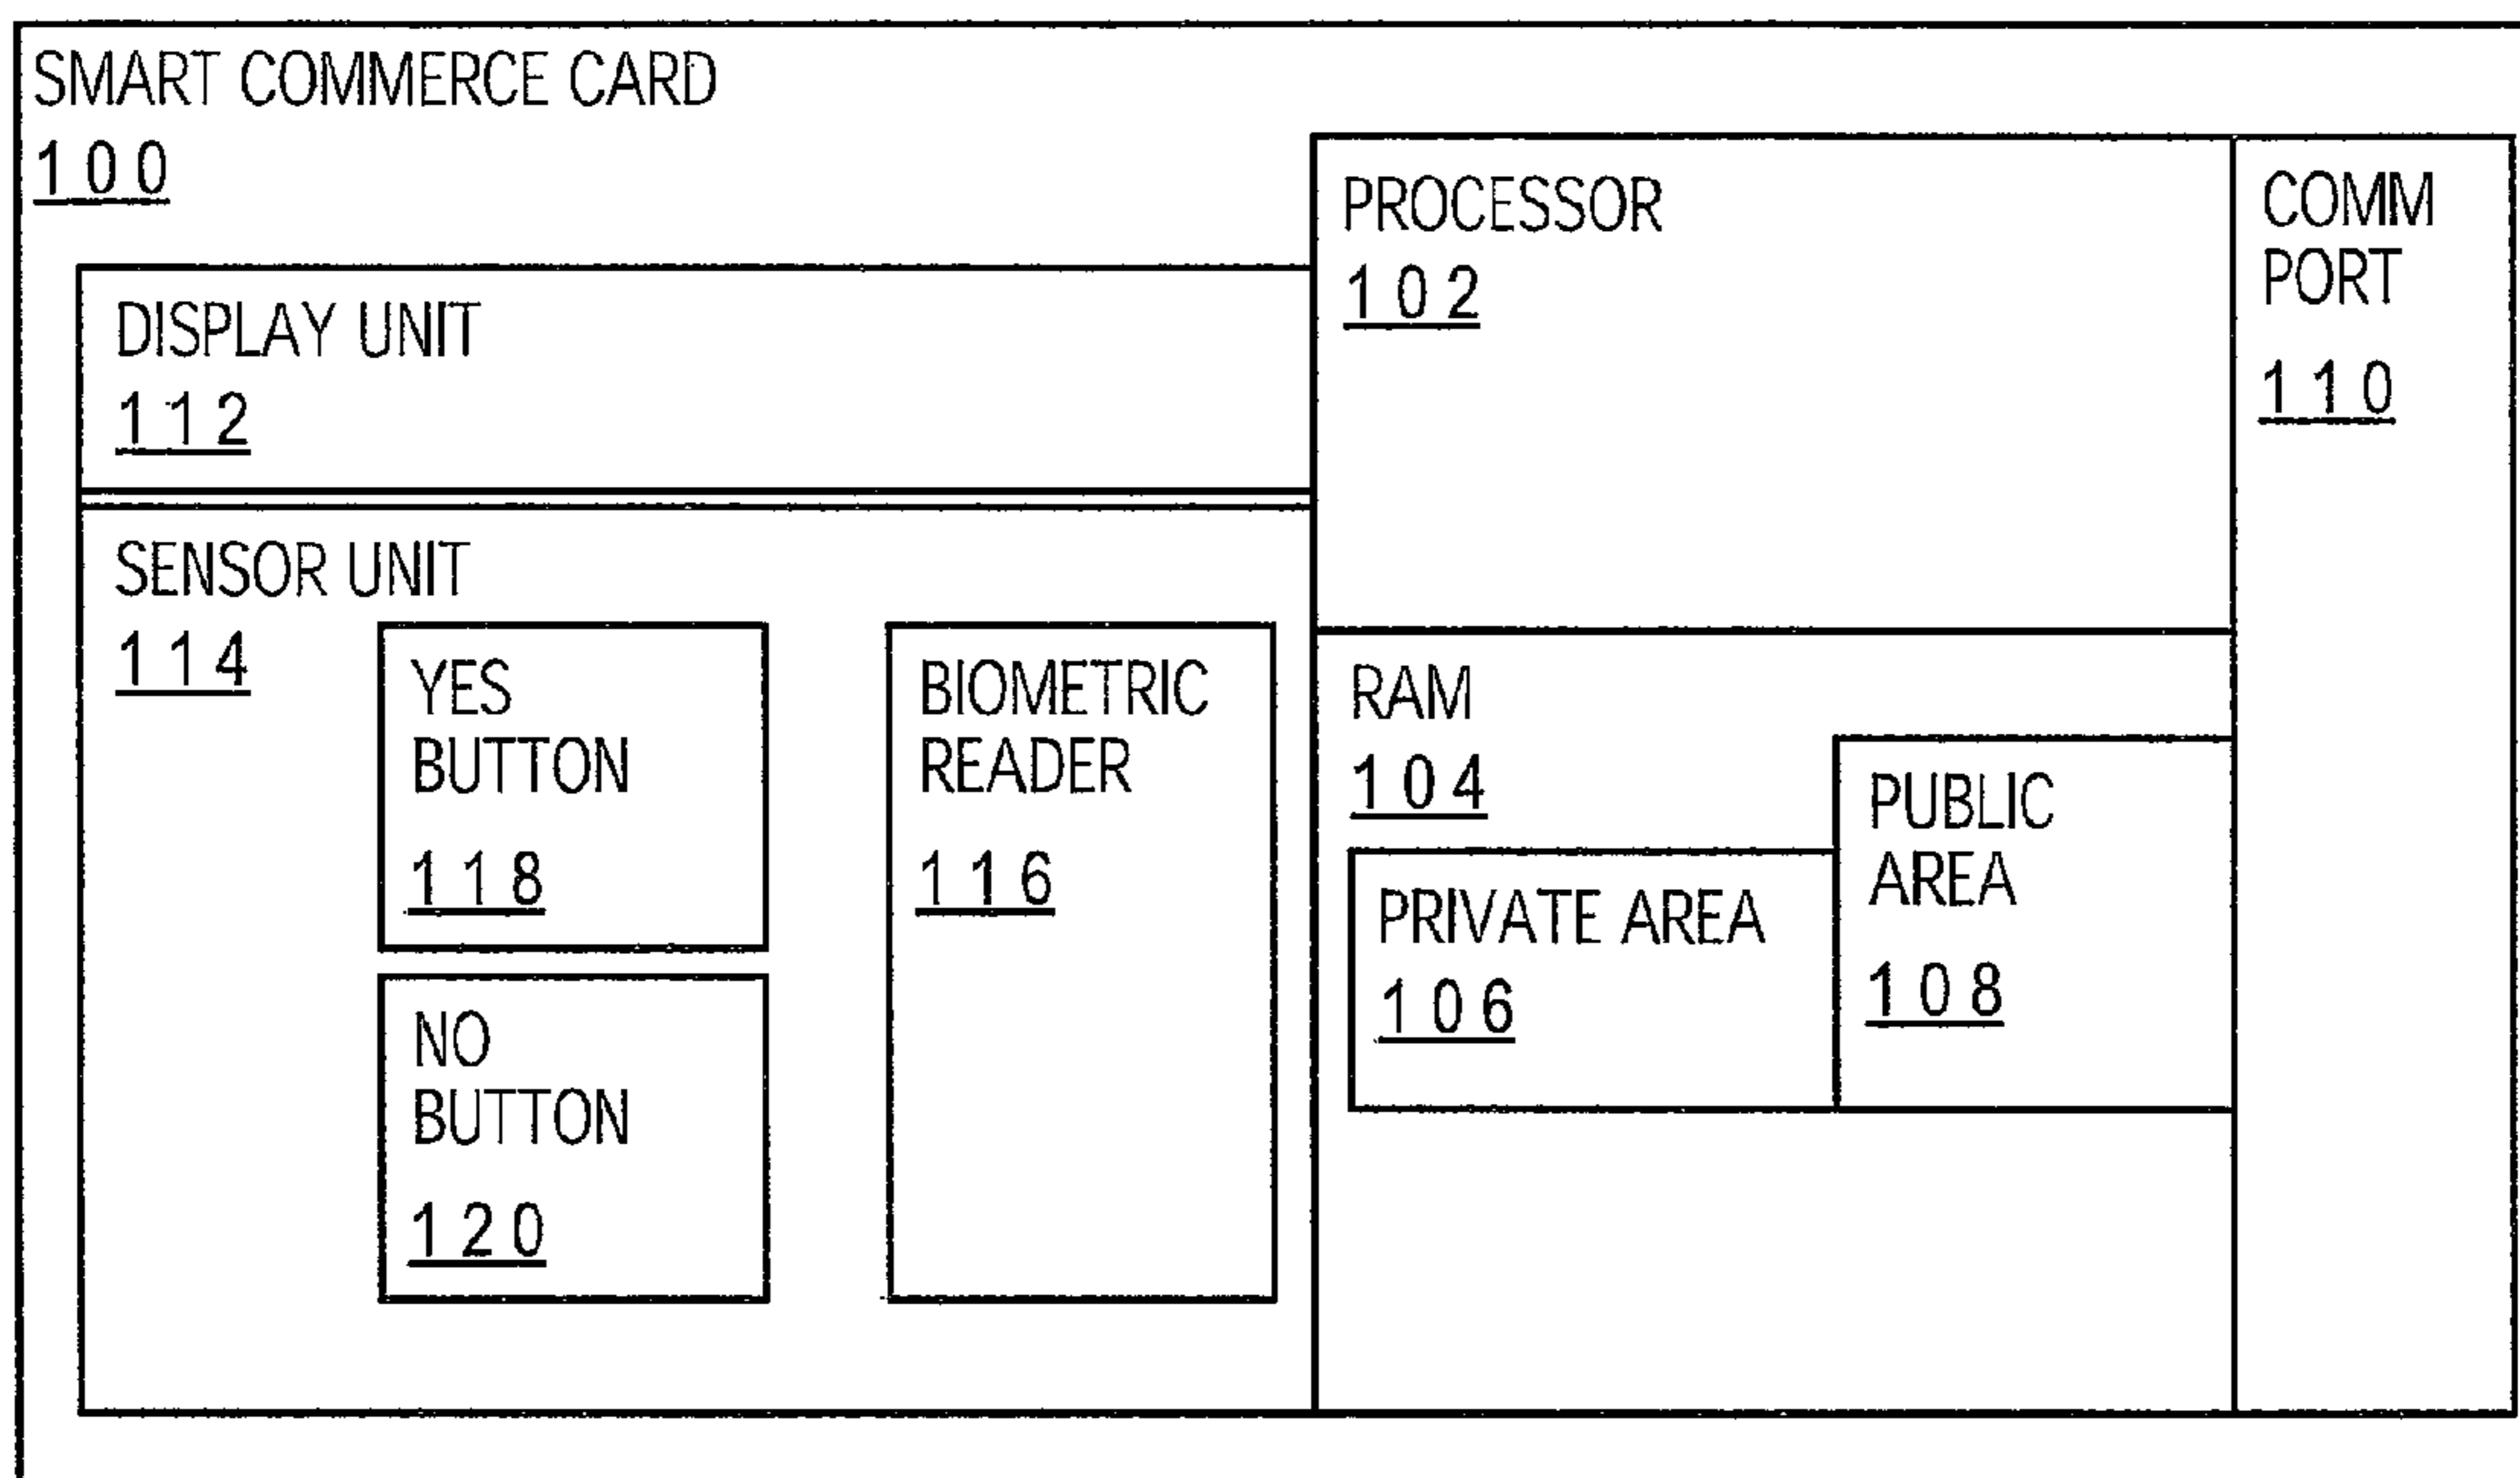 SMART COMMERCE CARD
100
DISPLAY UNIT
112
SENSOR UNIT
114
YES
BUTTON
118
NO
BUTTON
120
BIOMETRIC
READER
116
PROCESSOR
102
RAM
104
PRIVATE AREA
106
PUBLIC
AREA
108
COMM
PORT
110